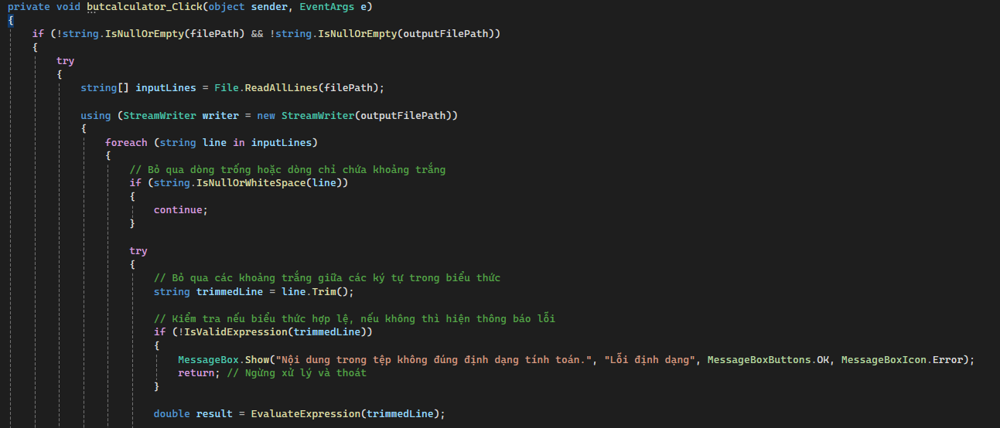 private void butcalculator_Click(object sender, EventArgs e)
{
    if (!string.IsNullOrEmpty(filePath) && !string.IsNullOrEmpty(outputFilePath))
    {
        try
        {
            string[] inputLines = File.ReadAllLines(filePath);

            using (StreamWriter writer = new StreamWriter(outputFilePath))
            {
                foreach (string line in inputLines)
                {
                    // Bỏ qua dòng trống hoặc dòng chỉ chứa khoảng trắng
                    if (string.IsNullOrWhiteSpace(line))
                    {
                        continue;
                    }

                    try
                    {
                        // Bỏ qua các khoảng trắng giữa các ký tự trong biểu thức
                        string trimmedLine = line.Trim();

                        // Kiểm tra nếu biểu thức hợp lệ, nếu không thì hiện thông báo lỗi
                        if (!IsValidExpression(trimmedLine))
                        {
                            MessageBox.Show("Nội dung trong tệp không đúng định dạng tính toán.", "Lỗi định dạng", MessageBoxButtons.OK, MessageBoxIcon.Error);
                            return; // Ngừng xử lý và thoát
                        }

                        double result = EvaluateExpression(trimmedLine);